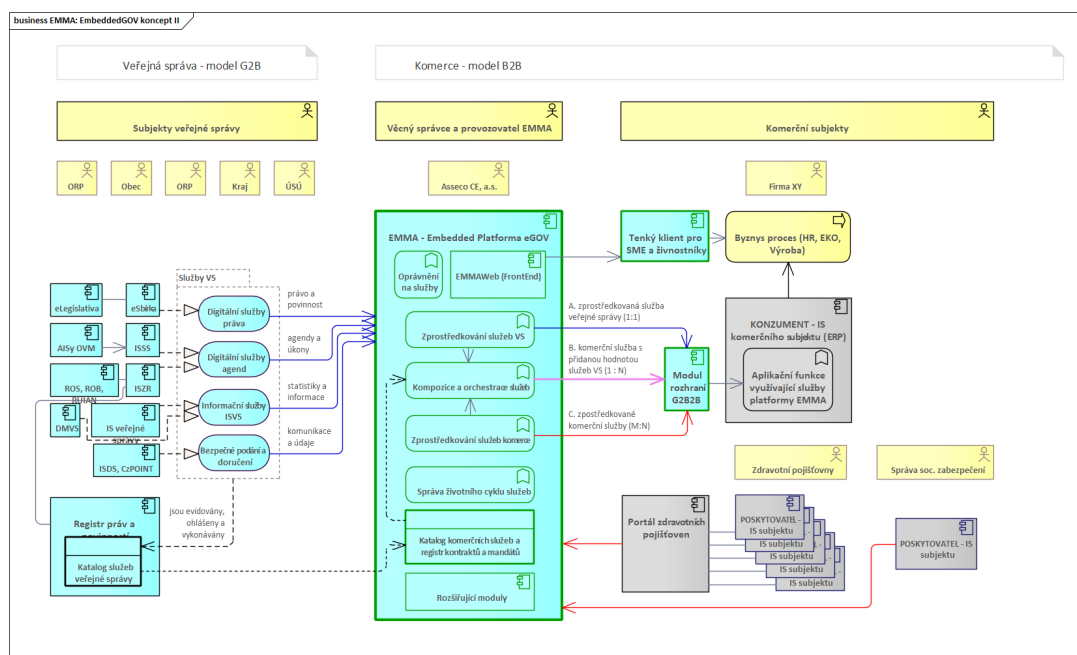 business EMMA: EmbeddedGOV koncept II
Veřejná správa - model G2B
Komerce - model B2B
Subjekty veřejné správy
Věcný správce a provozovatel EMMA
Komerční subjekty
ORP
Obec
ORP
Kraj
ÚSÚ
Asseco CE, a.s.
Firma XY
EMMA - Embedded Platforma eGOV
Oprávnění
na služby
EMMAWeb (FrontEnd)
Tenký klient pro
SME a živnostníky
Byznys proces (HR, EKO,
Výroba)
Služby VS
eLegislativa
eSbírka
Digitální služby
práva
právo a
povinnost
AISy OVM
ISSS
Digitální služby
agend
agendy a
úkony
ROS, ROB,
RÚIAN
ISZR
DMVS
IS veřejné
správy
Informační služby
ISVS
statistiky a
informace
ISDS, CzPOINT
Bezpečné podání a
doručení
komunikace
a údaje
Zprostředkování služeb VS
Kompozice a orchestrace služeb
Zprostředkování služeb komerce
Správa životního cyklu služeb
Katalog komerčních služeb a
registr kontraktů a mandátů
Rozšiřující moduly
A. zprostředkovaná služba
veřejné správy (1:1)
B. komerční služba s
přidanou hodnotou
služeb VS (1 : N)
C. zprostředkované
komerční služby (M:N)
Modul
rozhraní
G2B2B
KONZUMENT - IS
komerčního subjektu (ERP)
Aplikační funkce
využívající služby
platformy EMMA
jsou evidovány,
ohlášeny a
vykonávány
Registr práv a
povinností
Katalog služeb
veřejné správy
Zdravotní pojišťovny
Správa soc. zabezpečení
Portál zdravotních
pojišťoven
POSKYTOVATEL -
IS subjektu
IS subjektu
IS subjektu
IS subjektu
IS subjektu
POSKYTOVATEL - IS
subjektu